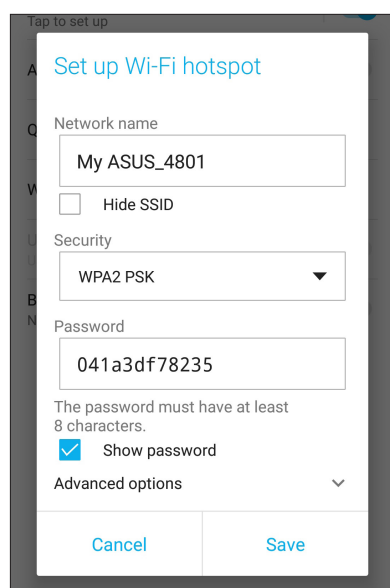 Tap to set up
Set up Wi-Fi hotspot
Network name
My ASUS_4801
Hide SSID
Security
WPA2 PSK
Password
041a3df78235
The password must have at least
8 characters.
Show password
Advanced options
Cancel
Save